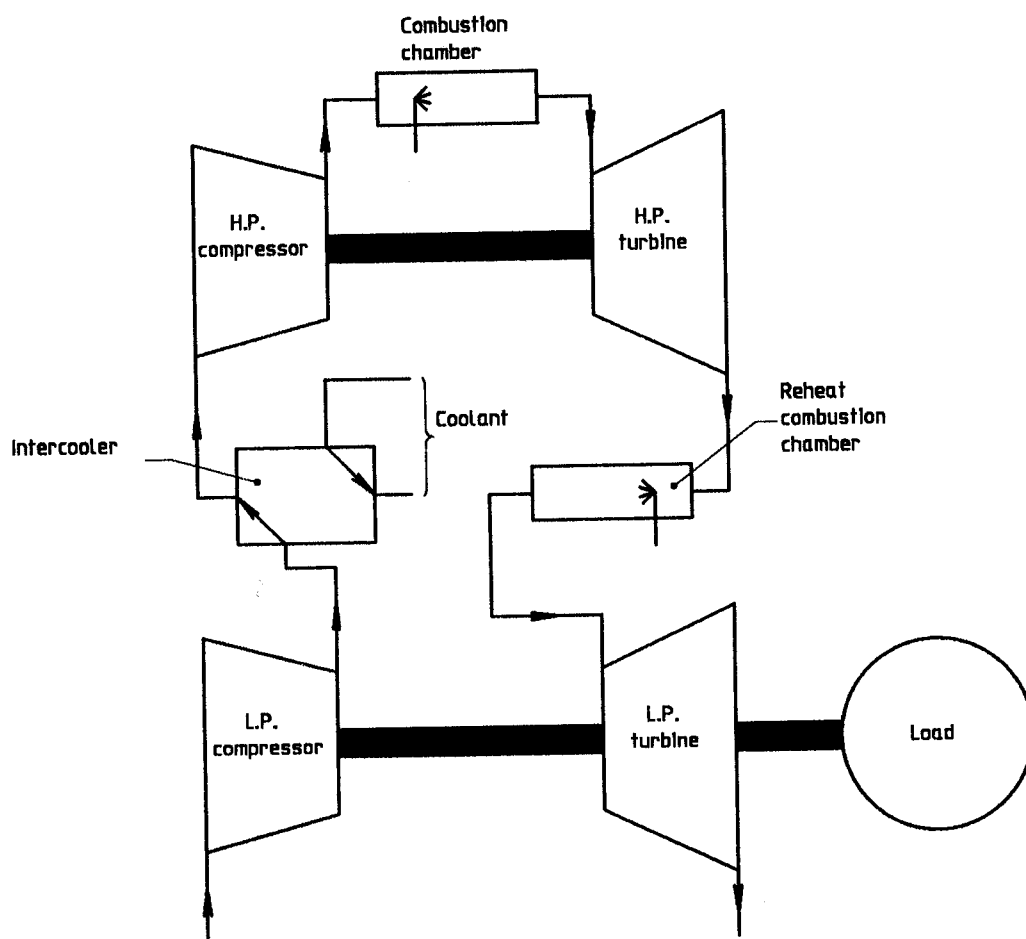 Combustion
chamber
H.P.
compressor
H.P.
turbine
Intercooler
Coolant
Reheat
combustion
chamber
L.P.
compressor
L.P.
turbine
Load